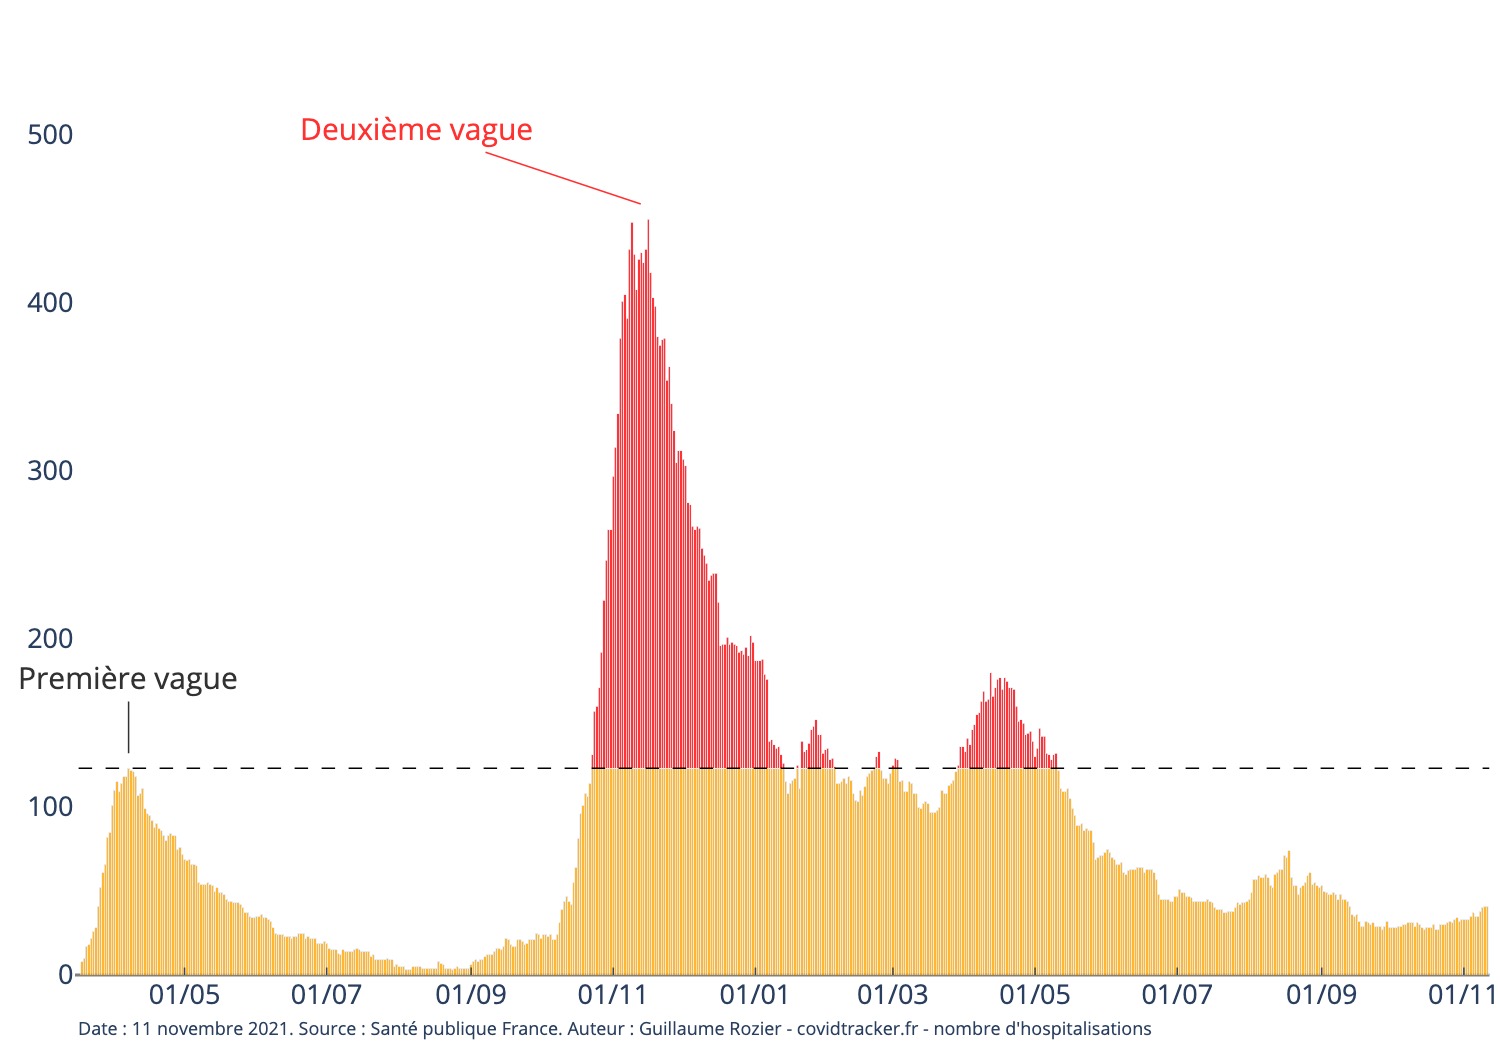 500
Deuxième vague
400
300
200
Première vague
100
0
01/05 01/07 01/09 01/11 01/01 01/03 01/05 01/07 01/09 01/11
Date : 11 novembre 2021. Source : Santé publique France. Auteur : Guillaume Rozier - covidtracker.fr - nombre d'hospitalisations